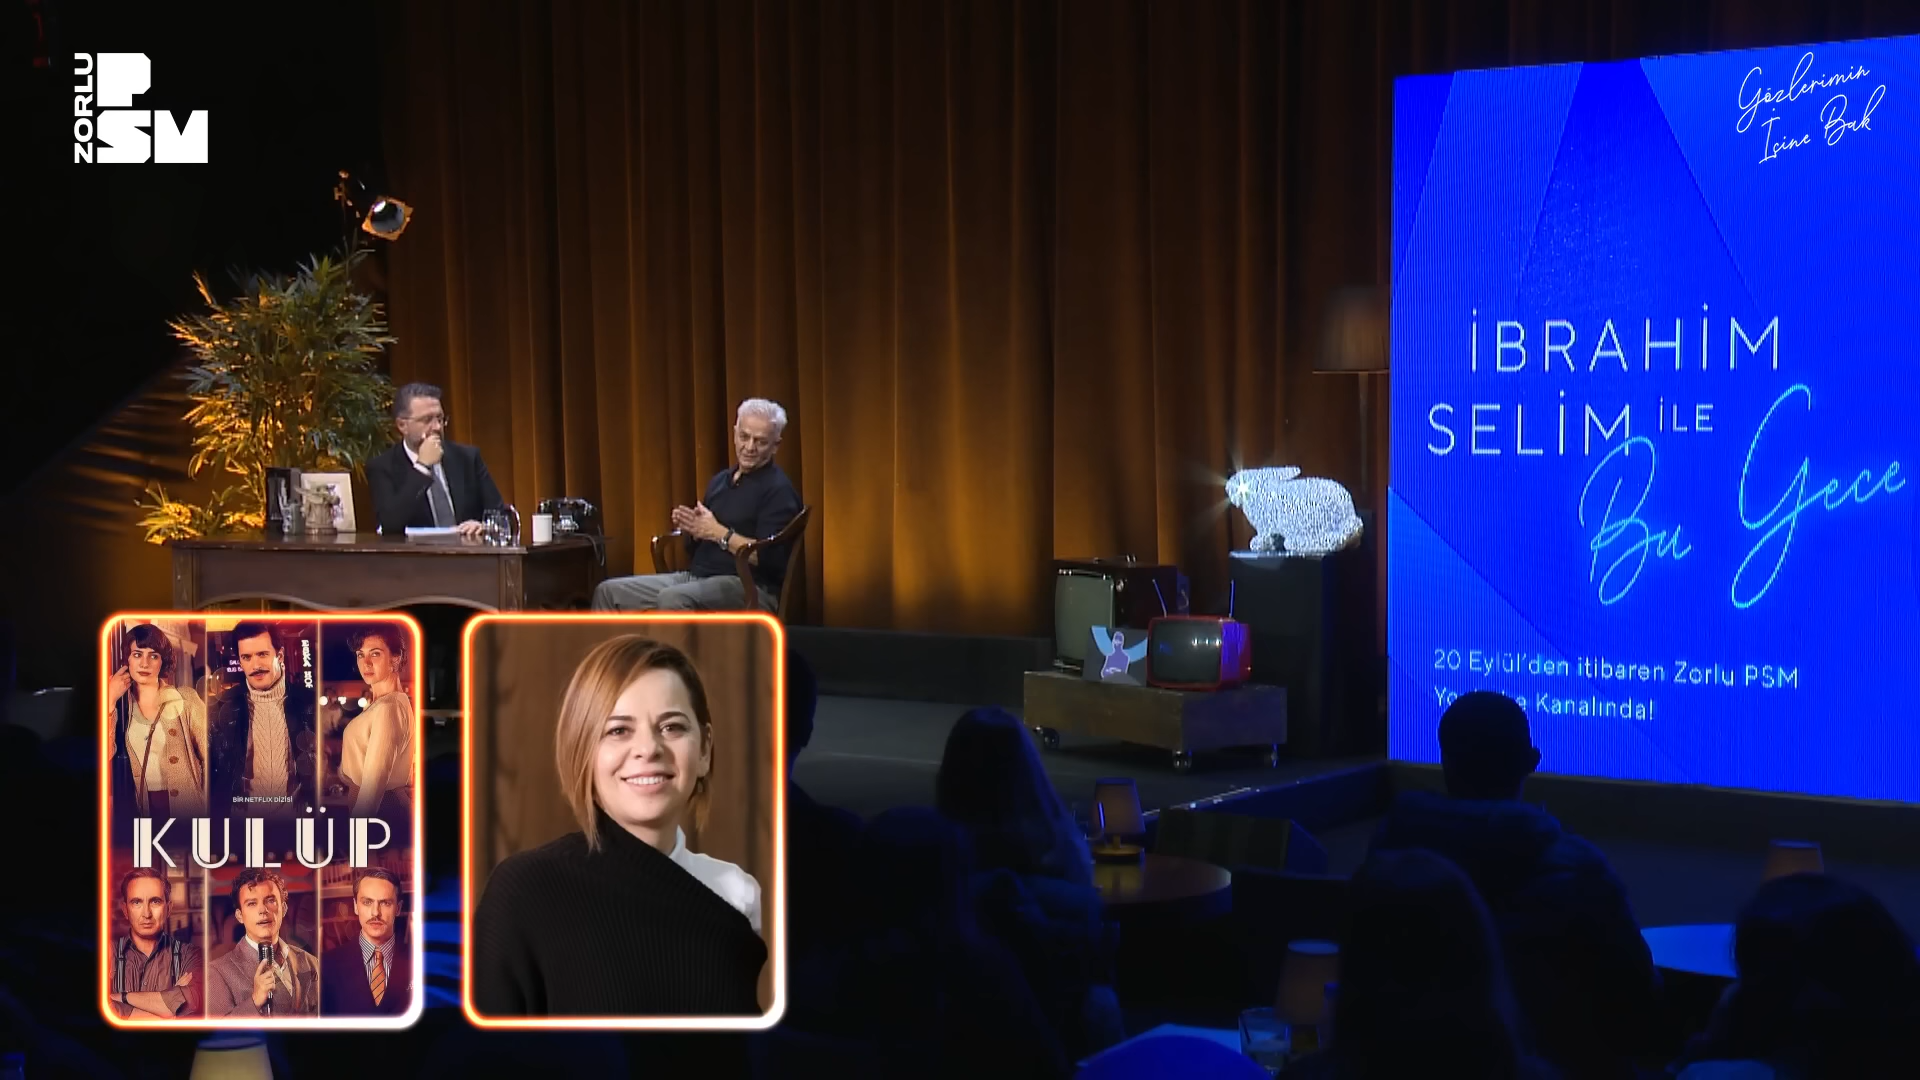 ZORLU
PSM
Gözlerimin
İçine Bak
İBRAHİM
SELİM İLE
Bu Gece
20 Eylül'den itibaren Zorlu PSM
Kanalında!
BİR NETFLIX DİZİSİ
KULÜP